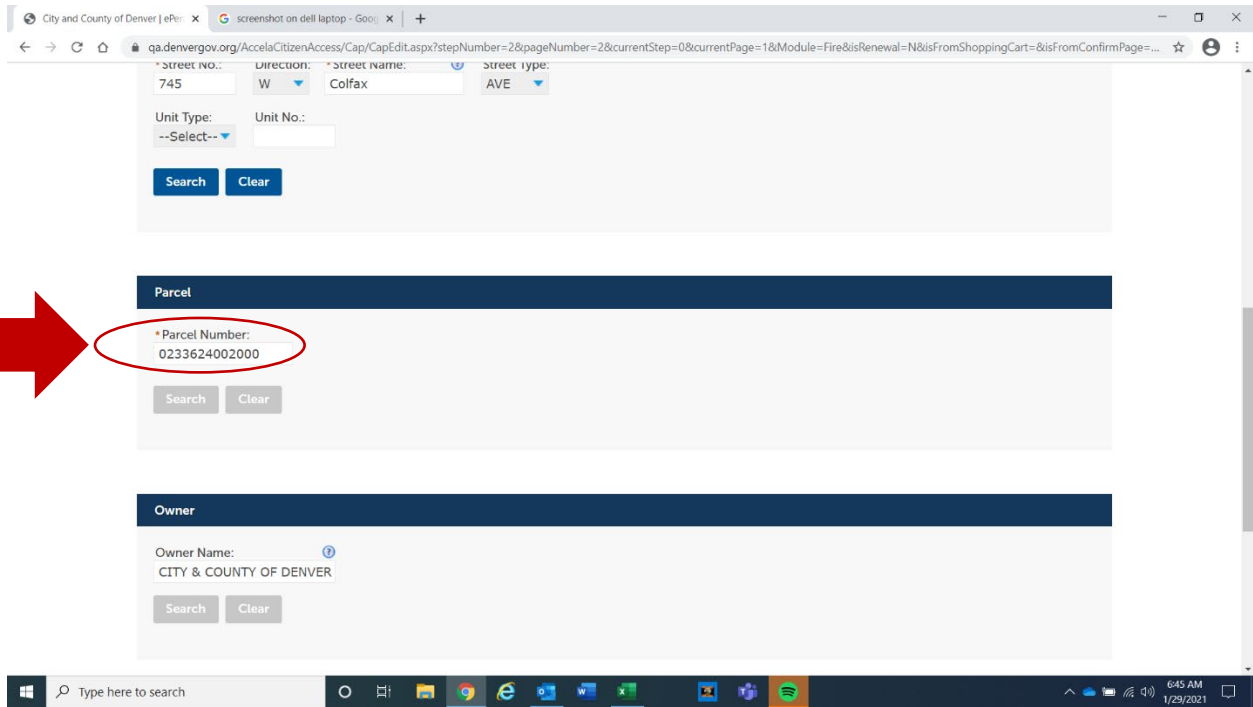 City and County of Denver | ePer
screenshot on dell laptop - Goog
qa.denvergov.org/AccelaCitizenAccess/Cap/CapEdit.aspx?stepNumber=2&pageNumber=2&currentStep=0&currentPage=1&Module=Fire&isRenewal=N&isFromShoppingCart=&isFromConfirmPage=...
*Street No.: Direction: *Street Name: Street Type:
745 W Colfax AVE
Unit Type: Unit No.:
--Select--
Search Clear
Parcel
*Parcel Number:
0233624002000
Search Clear
Owner
Owner Name:
CITY & COUNTY OF DENVER
Search Clear
Type here to search
6:45 AM
1/29/2021